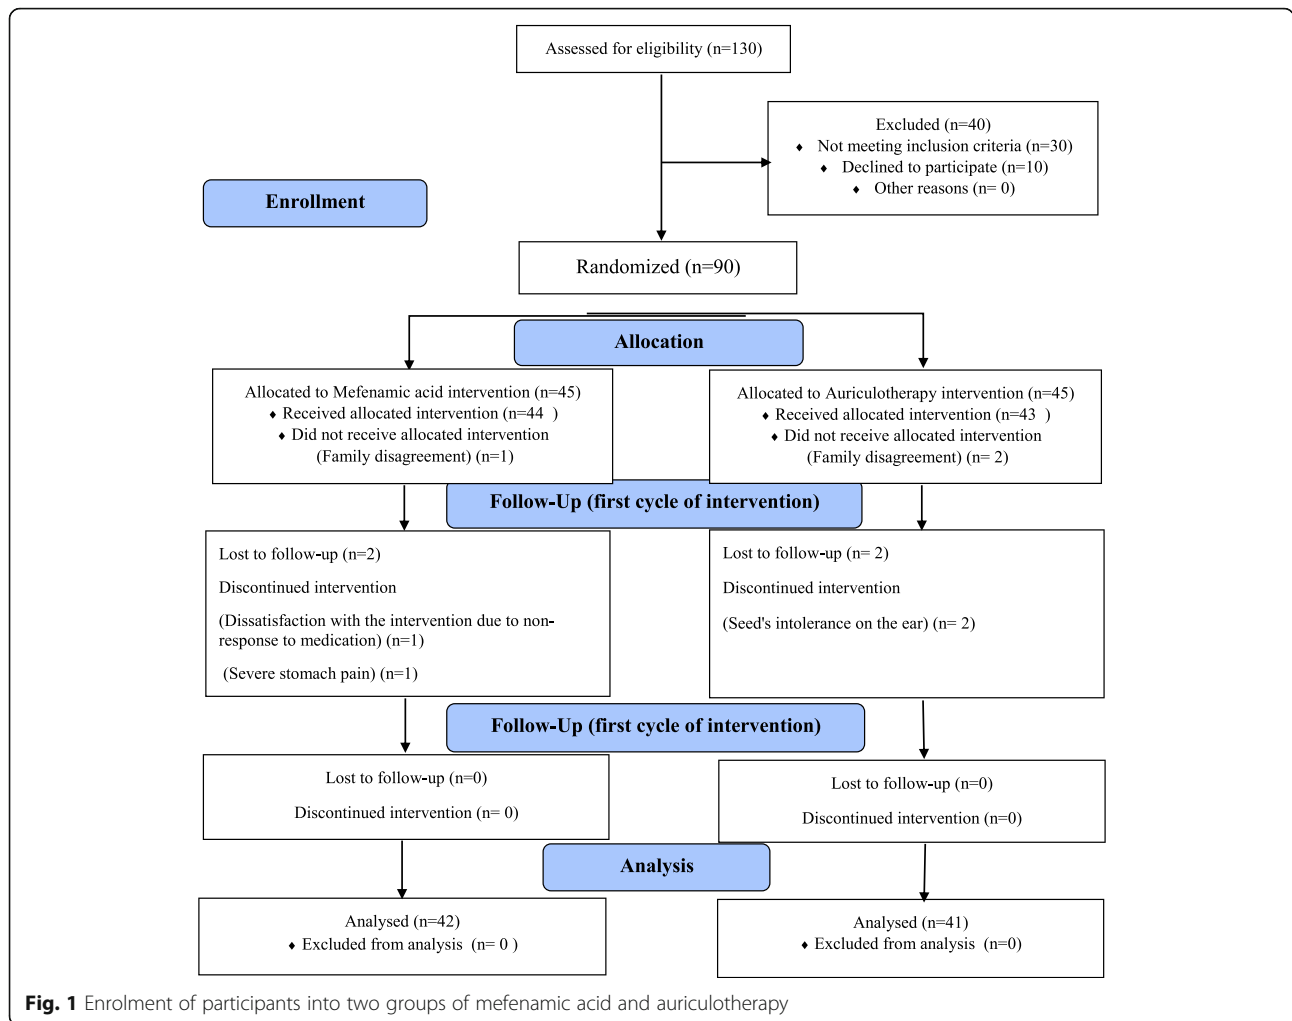 Assessed for eligibility (n=130)
Excluded (n=40)
♦ Not meeting inclusion criteria (n=30)
♦ Declined to participate (n=10)
♦ Other reasons (n= 0)
Enrollment
Randomized (n=90)
Allocation
Allocated to Mefenamic acid intervention (n=45)
♦ Received allocated intervention (n=44 )
♦ Did not receive allocated intervention
(Family disagreement) (n=1)
Allocated to Auriculotherapy intervention (n=45)
♦ Received allocated intervention (n=43 )
♦ Did not receive allocated intervention
(Family disagreement) (n= 2)
Follow-Up (first cycle of intervention)
Lost to follow-up (n=2)
Discontinued intervention
(Dissatisfaction with the intervention due to non-
response to medication) (n=1)
(Severe stomach pain) (n=1)
Lost to follow-up (n= 2)
Discontinued intervention
(Seed's intolerance on the ear) (n= 2)
Follow-Up (first cycle of intervention)
Lost to follow-up (n=0)
Discontinued intervention (n= 0)
Lost to follow-up (n=0)
Discontinued intervention (n=0)
Analysis
Analysed (n=42)
♦ Excluded from analysis (n= 0 )
Analysed (n=41)
♦ Excluded from analysis (n=0)
Fig. 1 Enrolment of participants into two groups of mefenamic acid and auriculotherapy